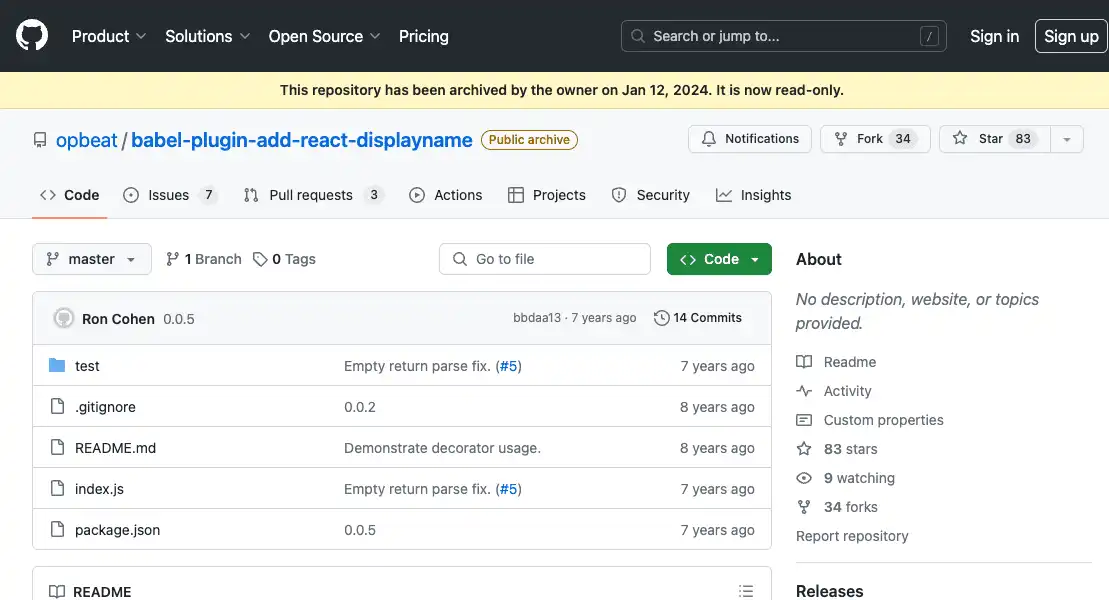 Product Solutions Open Source Pricing Search or jump to... / Sign in Sign up
This repository has been archived by the owner on Jan 12, 2024. It is now read-only.
opbeat / babel-plugin-add-react-displayname Public archive Notifications Fork 34 Star 83
Code Issues 7 Pull requests 3 Actions Projects Security Insights
master 1 Branch 0 Tags Go to file Code
About
No description, website, or topics
provided.
Ron Cohen 0.0.5 bbdaa13 · 7 years ago 14 Commits
test Empty return parse fix. (#5) 7 years ago
.gitignore 0.0.2 8 years ago
README.md Demonstrate decorator usage. 8 years ago
index.js Empty return parse fix. (#5) 7 years ago
package.json 0.0.5 7 years ago
README
Readme
Activity
Custom properties
83 stars
9 watching
34 forks
Report repository
Releases